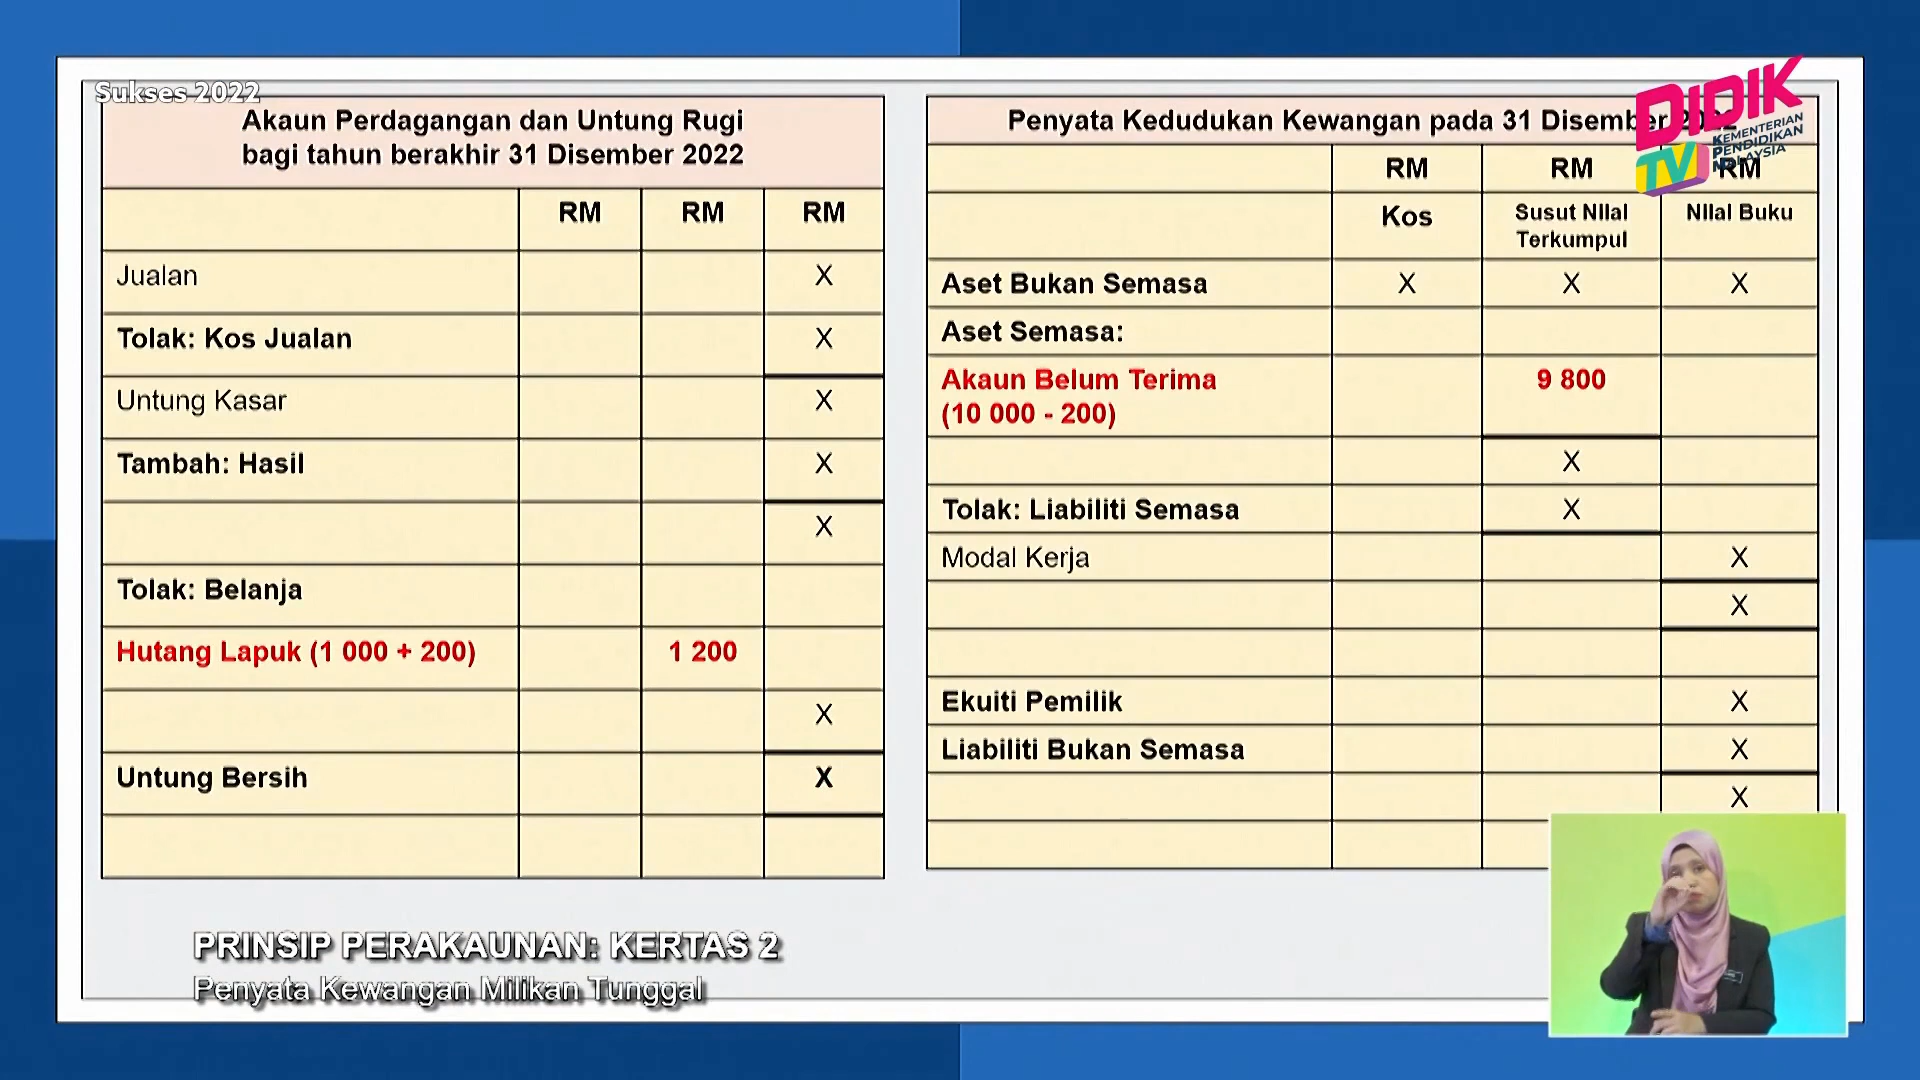 Sukses 2022
Akaun Perdagangan dan Untung Rugi
bagi tahun berakhir 31 Disember 2022
RM RM RM
Jualan X
Tolak: Kos Jualan X
Untung Kasar X
Tambah: Hasil X
X
Tolak: Belanja
Hutang Lapuk (1 000 + 200) 1 200
X
Untung Bersih X
Penyata Kedudukan Kewangan pada 31 Disember 2022
RM RM RM
Kos Susut NIlaI Terkumpul NIlaI Buku
Aset Bukan Semasa X X X
Aset Semasa:
Akaun Belum Terima 9 800
(10 000 - 200)
X
Tolak: Liabiliti Semasa X
Modal Kerja X
X
Ekuiti Pemilik X
Liabiliti Bukan Semasa X
X
DIDIK
TV
KEMENTERIAN
PENDIDIKAN
MALAYSIA
PRINSIP PERAKAUNAN: KERTAS 2
Penyata Kewangan Milikan Tunggal